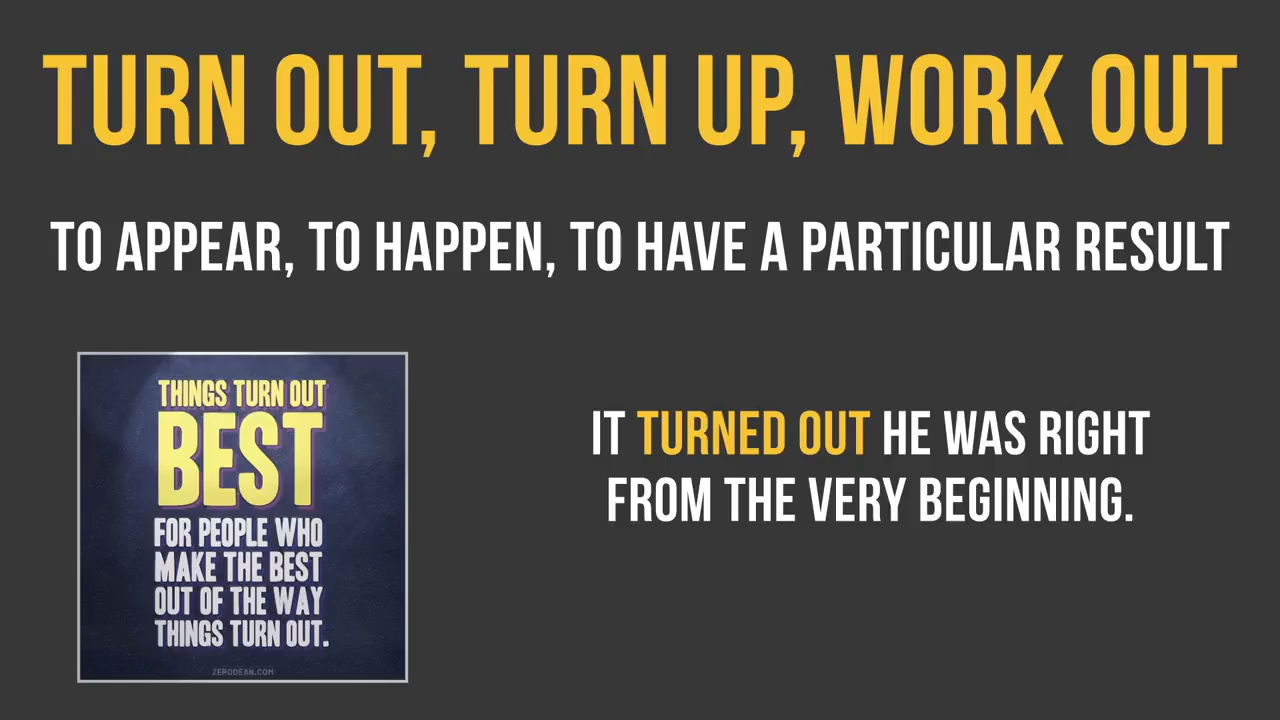 TURN OUT, TURN UP, WORK OUT
TO APPEAR, TO HAPPEN, TO HAVE A PARTICULAR RESULT
THINGS TURN OUT
BEST
FOR PEOPLE WHO
MAKE THE BEST
OUT OF THE WAY
THINGS TURN OUT.
ZERODEAN.COM
IT TURNED OUT HE WAS RIGHT
FROM THE VERY BEGINNING.